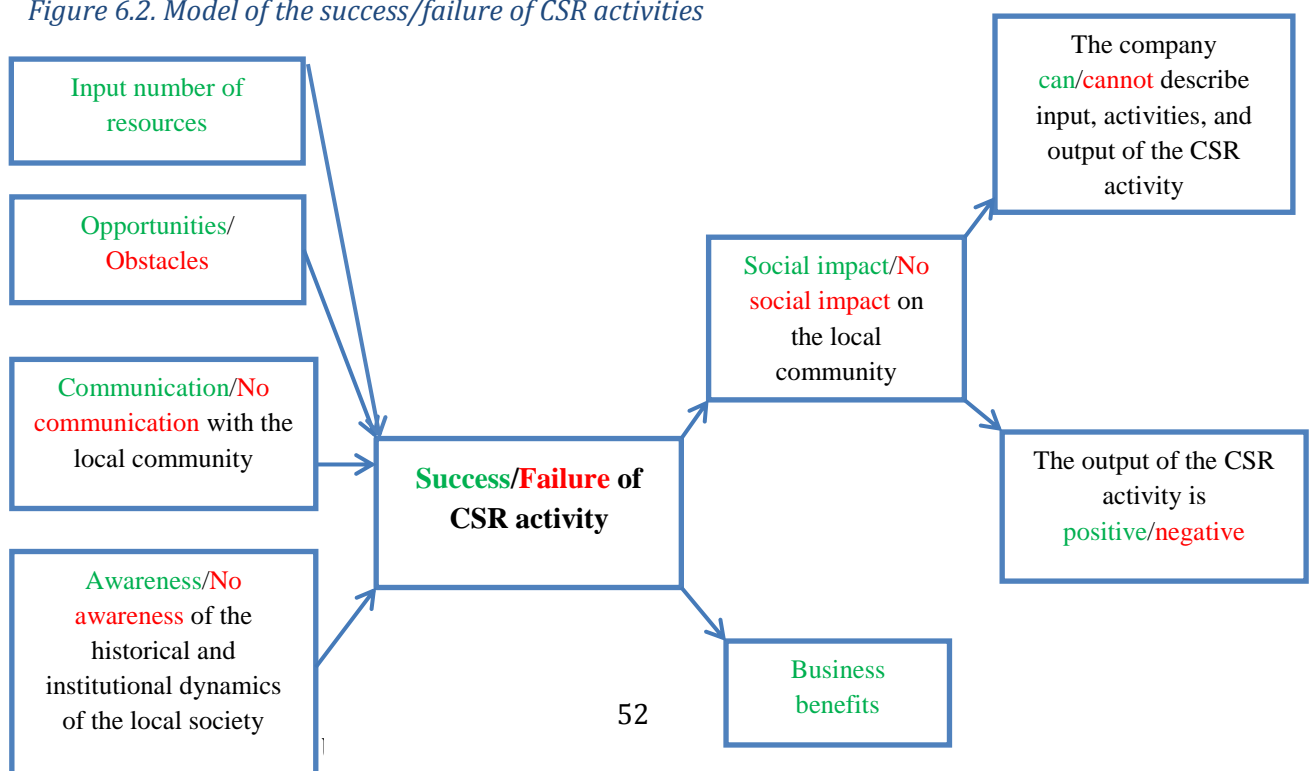 Figure 6.2. Model of the success/failure of CSR activities
Input number of
resources
Opportunities/
Obstacles
Communication/No
communication with the
local community
Awareness/No
awareness of the
historical and
institutional dynamics
of the local society
Success/Failure of
CSR activity
Social impact/No
social impact on
the local
community
Business
benefits
The company
can/cannot describe
input, activities, and
output of the CSR
activity
The output of the CSR
activity is
positive/negative
52